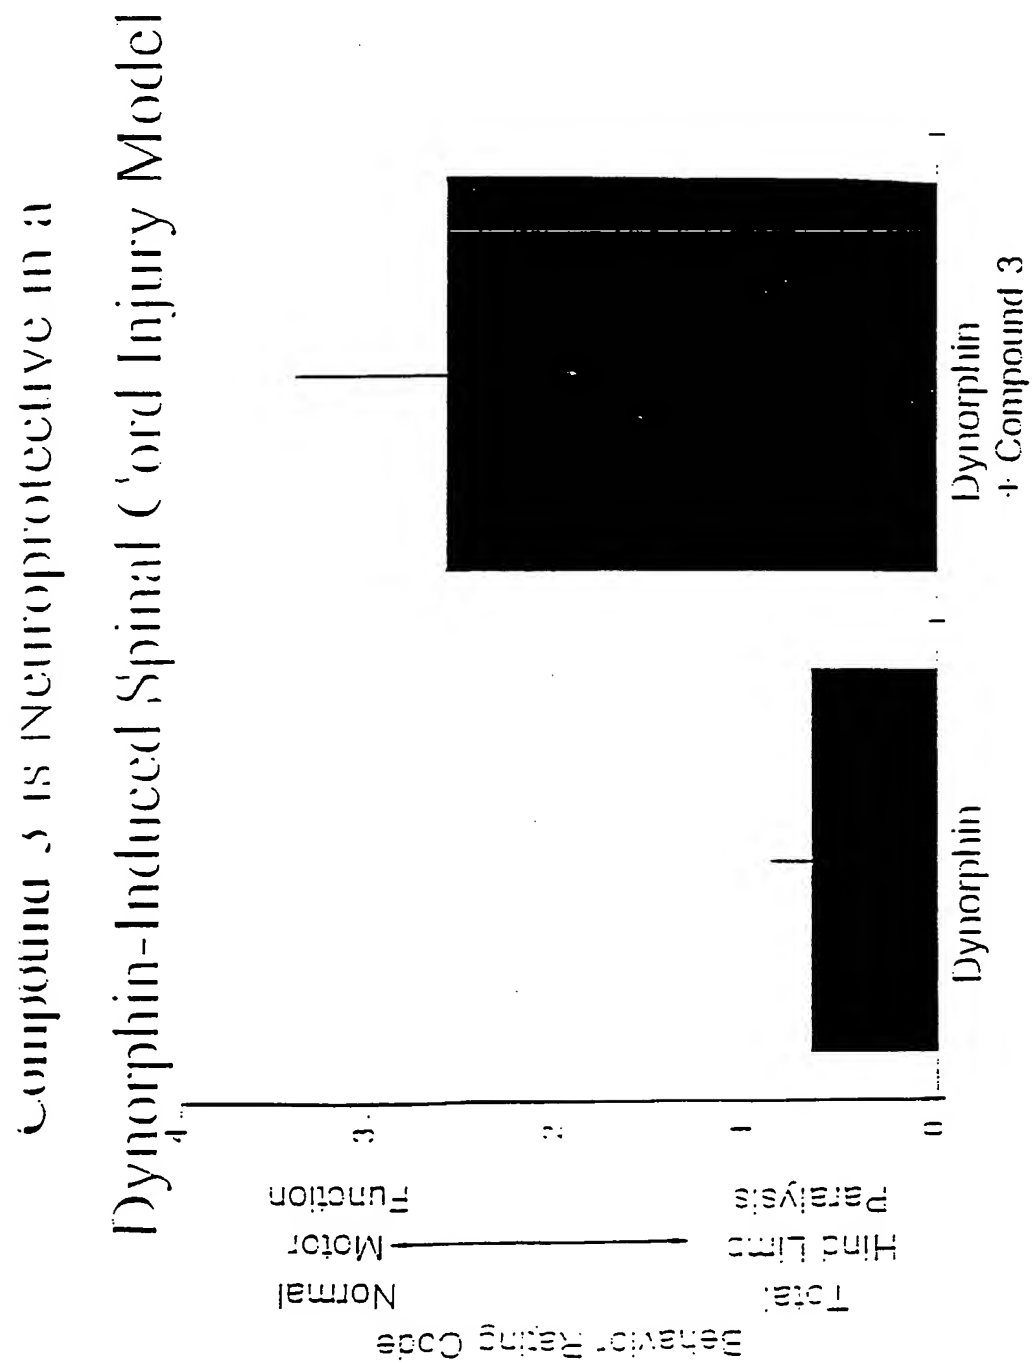 Compound 3 is Neuroprotective in a
Dynorphin-Induced Spinal Cord Injury Model
Behavior Rating Code
Normal
Motor
Function
Total
Hind Limb
Paralysis
4
3
2
1
0
Dynorphin
Dynorphin
+ Compound 3